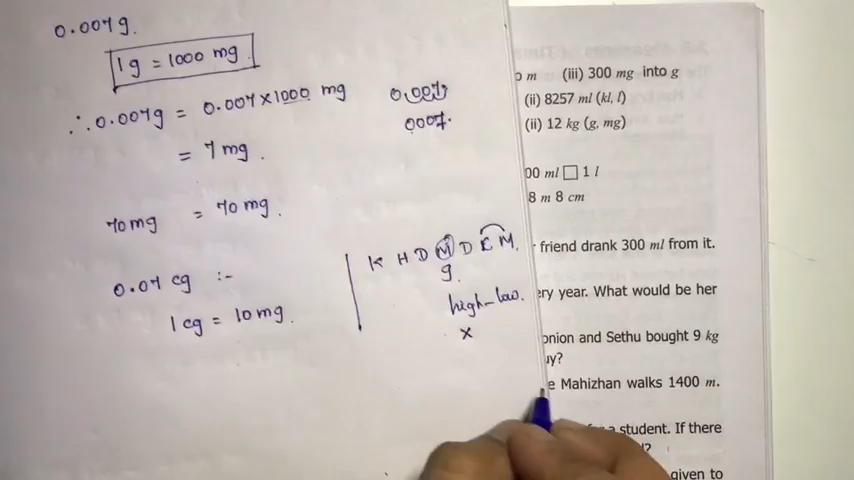 0.007g.
1g = 1000 mg
∴ 0.007g = 0.007×1000 mg
0.007
0007.
= 7 mg.
70mg = 70 mg.
0.07 cg :-
1 cg = 10 mg.
K H D M D C M.
g.
high-low.
×
m (iii) 300 mg into g
(ii) 8257 ml (kl, l)
(ii) 12 kg (g, mg)
00 ml □ 1 l
8 m 8 cm
friend drank 300 ml from it.
ery year. What would be her
onion and Sethu bought 9 kg
uy?
e Mahizhan walks 1400 m.
a student. If there
given to